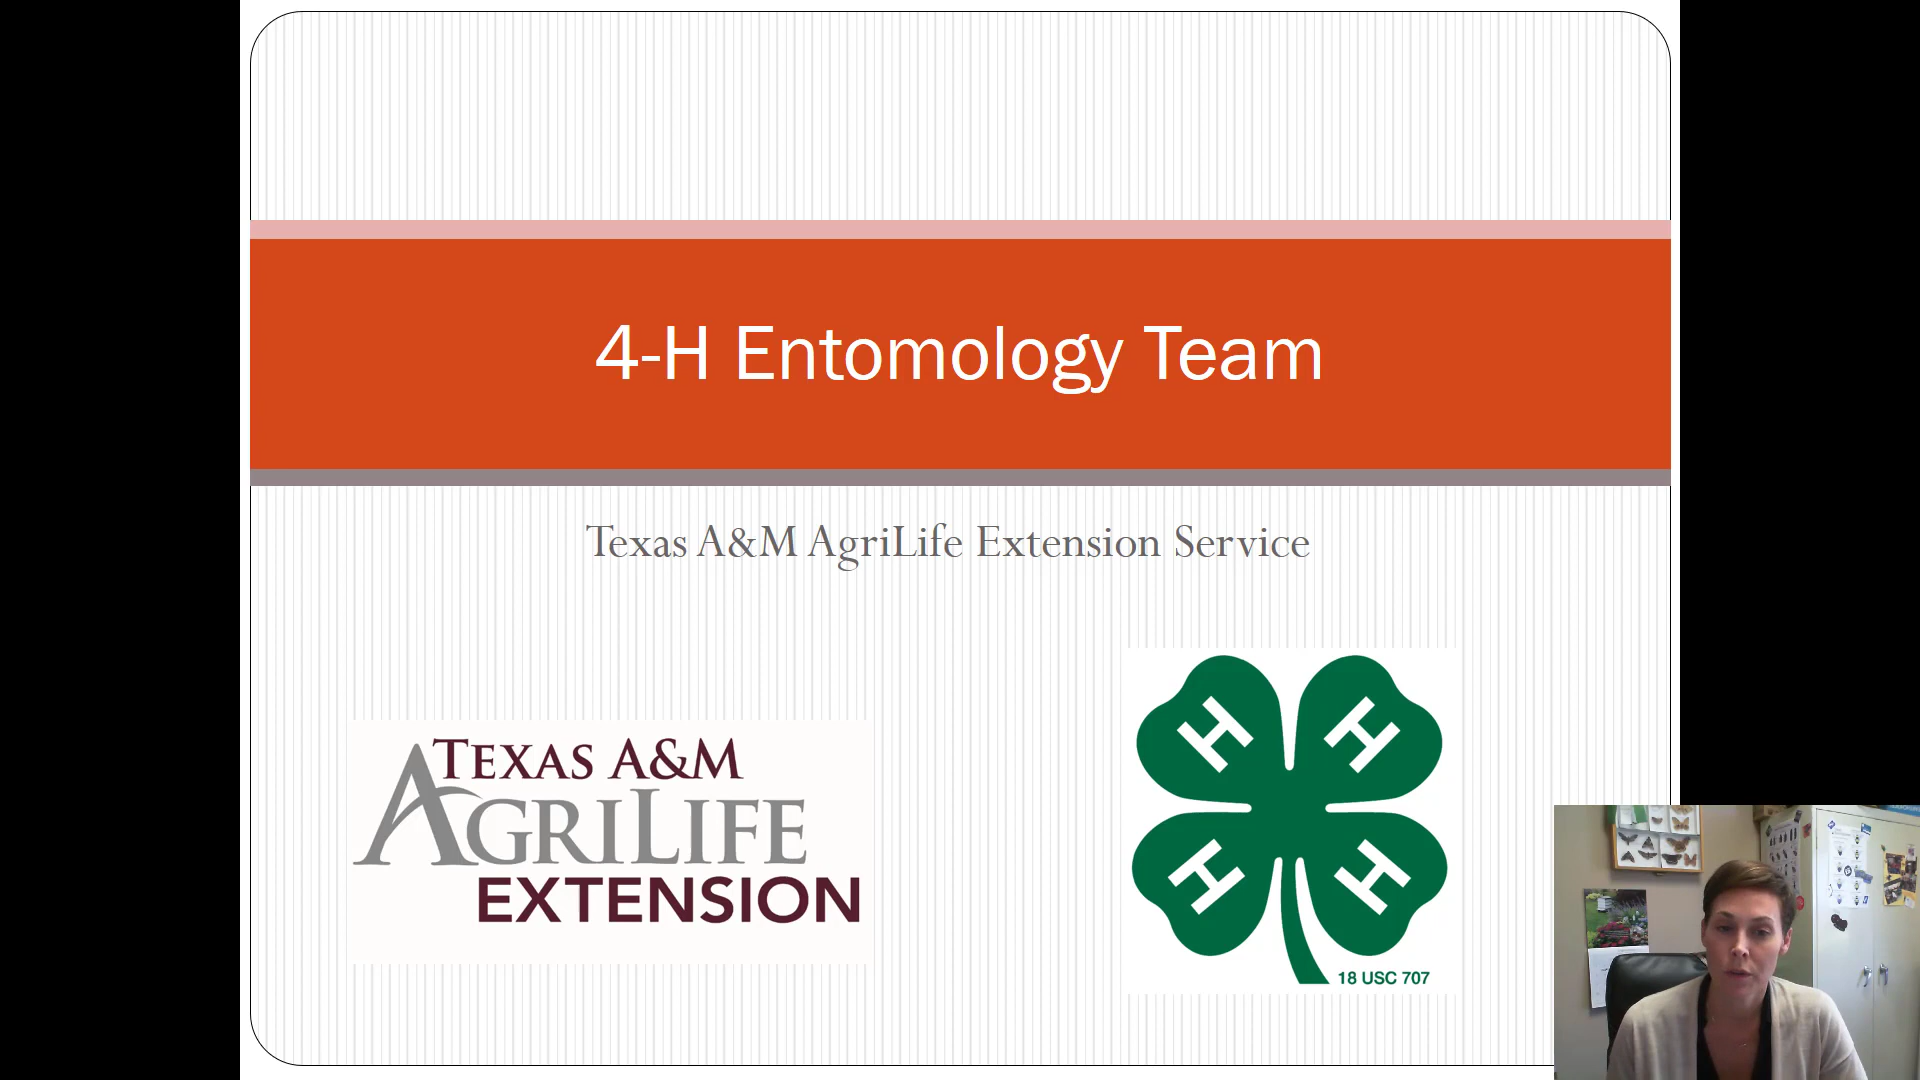 4-H Entomology Team
Texas A&M AgriLife Extension Service
TEXAS A&M
AGRILIFE
EXTENSION
H H
H H
18 USC 707